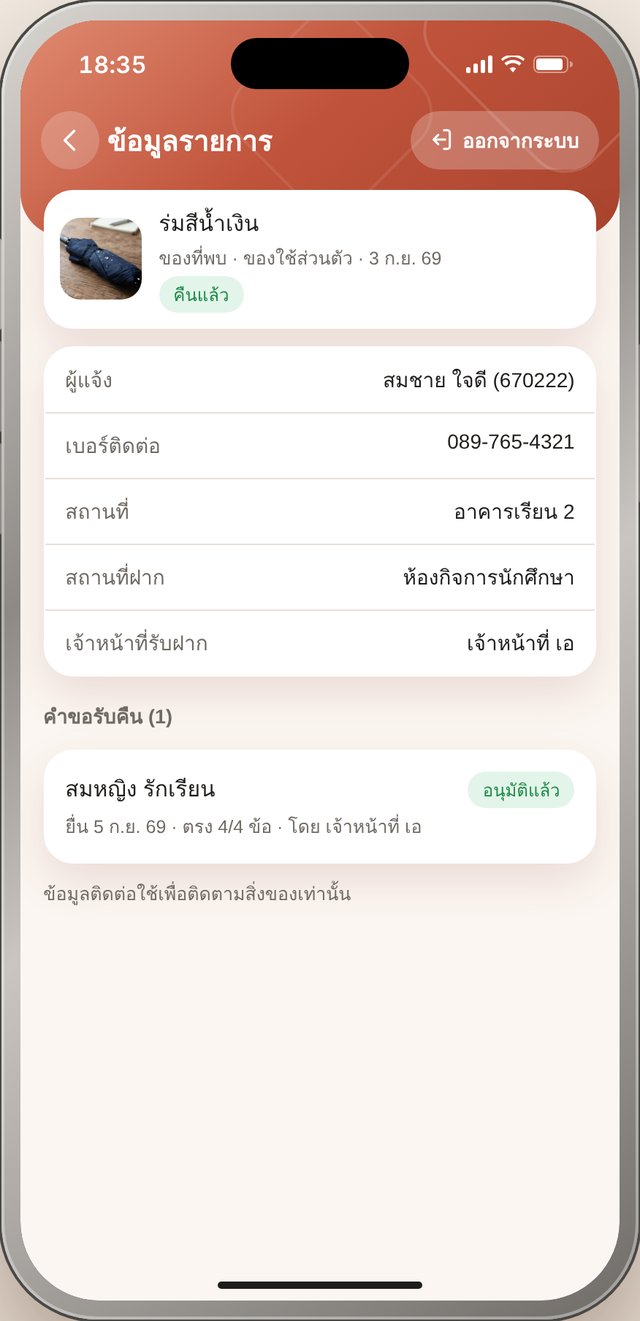 18:35
ข้อมูลรายการ
ออกจากระบบ
ร่มสีน้ำเงิน
ของที่พบ · ของใช้ส่วนตัว · 3 ก.ย. 69
คืนแล้ว
ผู้แจ้ง สมชาย ใจดี (670222)
เบอร์ติดต่อ 089-765-4321
สถานที่ อาคารเรียน 2
สถานที่ฝาก ห้องกิจการนักศึกษา
เจ้าหน้าที่รับฝาก เจ้าหน้าที่ เอ
คำขอรับคืน (1)
สมหญิง รักเรียน อนุมัติแล้ว
ยื่น 5 ก.ย. 69 · ตรง 4/4 ข้อ · โดย เจ้าหน้าที่ เอ
ข้อมูลติดต่อใช้เพื่อติดตามสิ่งของเท่านั้น